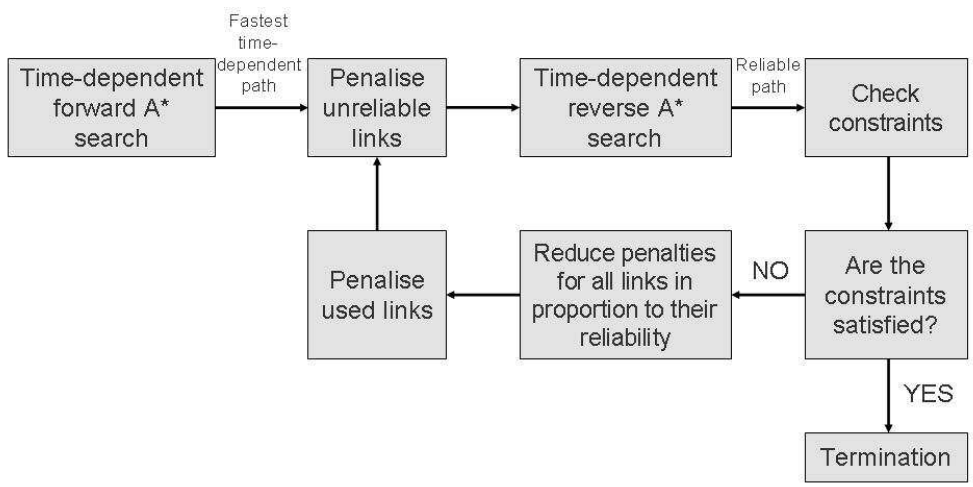 Time-dependent
forward A*
search
Fastest
time-
dependent
path
Penalise
unreliable
links
Time-dependent
reverse A*
search
Reliable
path
Check
constraints
Penalise
used links
Reduce penalties
for all links in
proportion to their
reliability
NO
Are the
constraints
satisfied?
YES
Termination